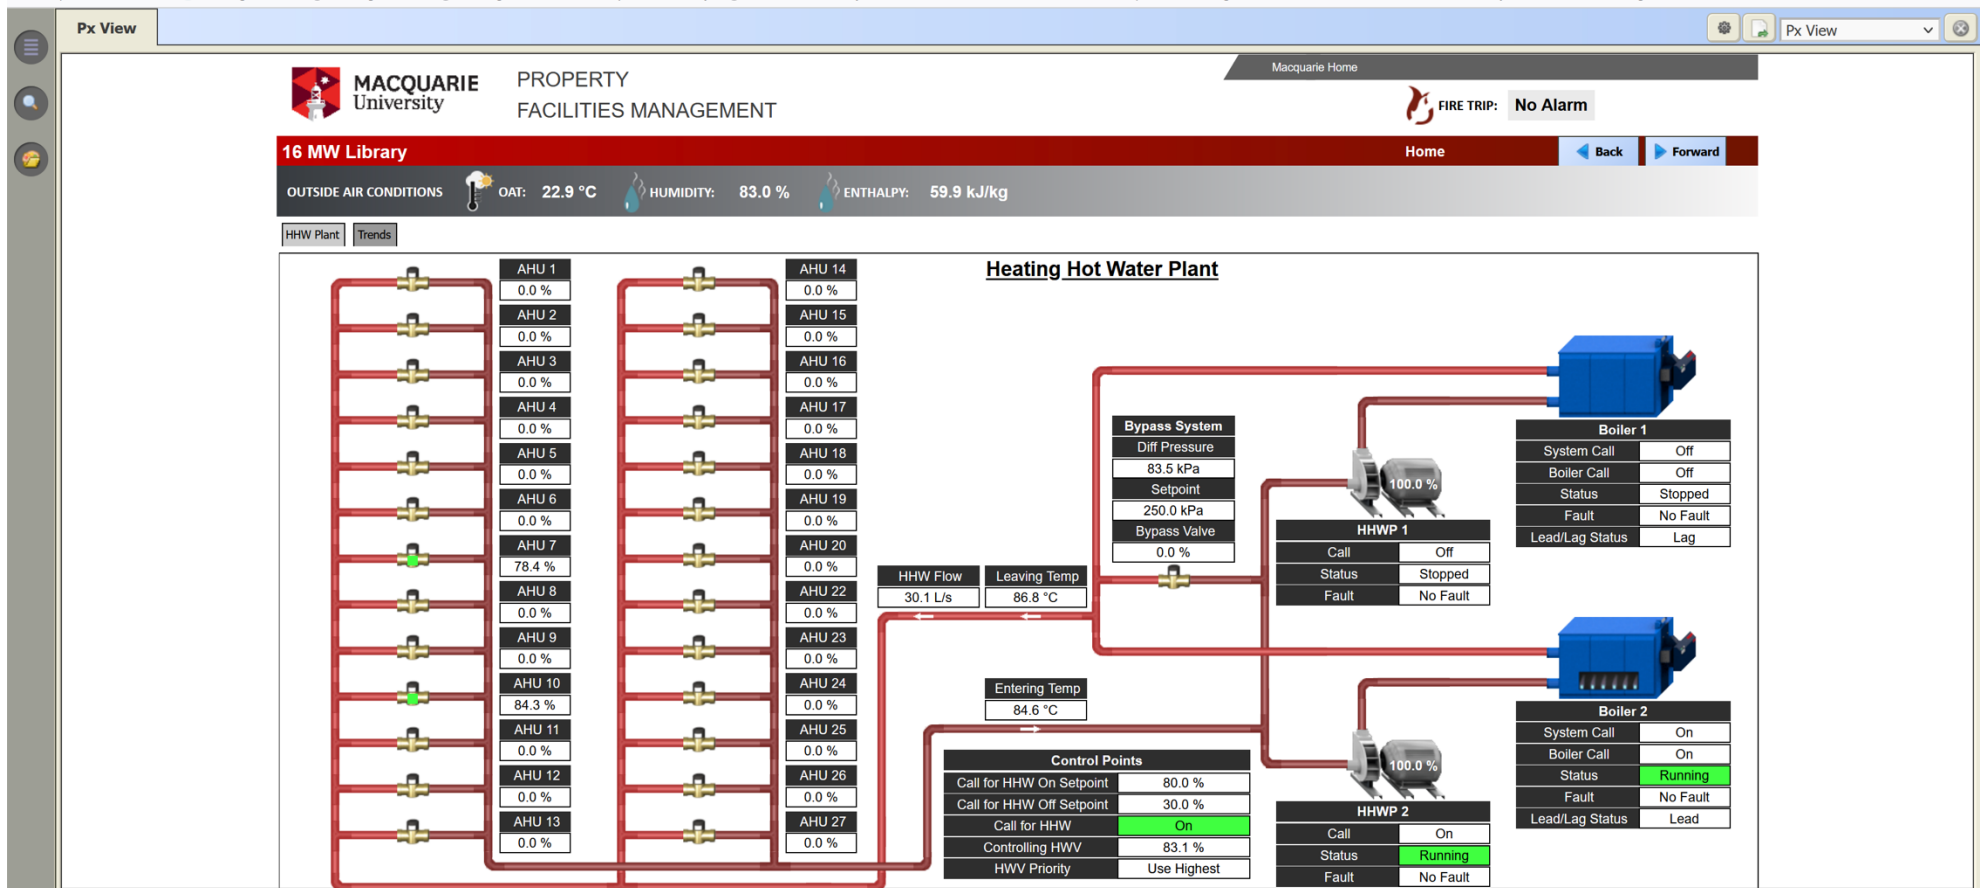 Px View
Px View
MACQUARIE
University
PROPERTY
FACILITIES MANAGEMENT
Macquarie Home
FIRE TRIP: No Alarm
16 MW Library
Home
Back
Forward
OUTSIDE AIR CONDITIONS OAT: 22.9 °C HUMIDITY: 83.0 % ENTHALPY: 59.9 kJ/kg
HHW Plant Trends
Heating Hot Water Plant
AHU 1
0.0 %
AHU 2
0.0 %
AHU 3
0.0 %
AHU 4
0.0 %
AHU 5
0.0 %
AHU 6
0.0 %
AHU 7
78.4 %
AHU 8
0.0 %
AHU 9
0.0 %
AHU 10
84.3 %
AHU 11
0.0 %
AHU 12
0.0 %
AHU 13
0.0 %
AHU 14
0.0 %
AHU 15
0.0 %
AHU 16
0.0 %
AHU 17
0.0 %
AHU 18
0.0 %
AHU 19
0.0 %
AHU 20
0.0 %
AHU 22
0.0 %
AHU 23
0.0 %
AHU 24
0.0 %
AHU 25
0.0 %
AHU 26
0.0 %
AHU 27
0.0 %
HHW Flow
30.1 L/s
Leaving Temp
86.8 °C
Entering Temp
84.6 °C
Bypass System
Diff Pressure
83.5 kPa
Setpoint
250.0 kPa
Bypass Valve
0.0 %
Control Points
Call for HHW On Setpoint 80.0 %
Call for HHW Off Setpoint 30.0 %
Call for HHW On
Controlling HWV 83.1 %
HWV Priority Use Highest
100.0 %
HHWP 1
Call Off
Status Stopped
Fault No Fault
100.0 %
HHWP 2
Call On
Status Running
Fault No Fault
Boiler 1
System Call Off
Boiler Call Off
Status Stopped
Fault No Fault
Lead/Lag Status Lag
Boiler 2
System Call On
Boiler Call On
Status Running
Fault No Fault
Lead/Lag Status Lead